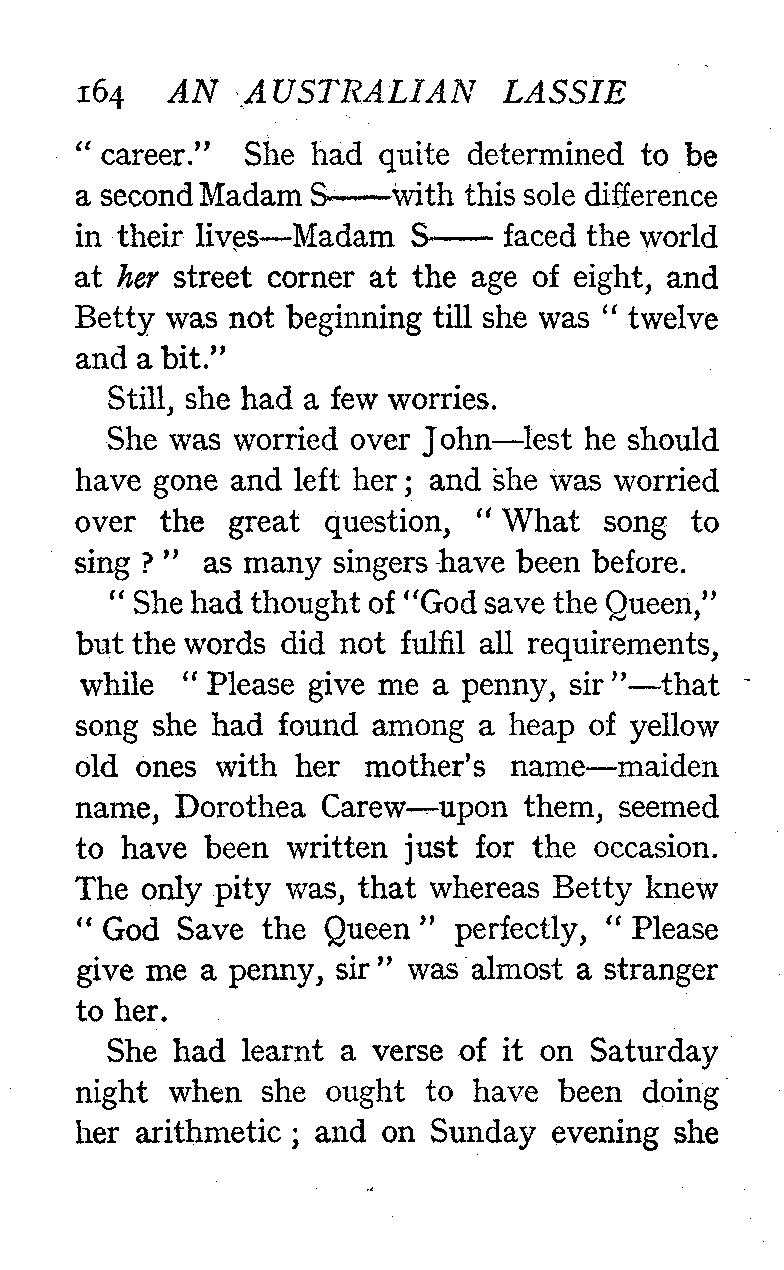 164 AN AUSTRALIAN LASSIE
“ career.” She had quite determined to be
a second Madam S——with this sole difference
in their lives—Madam S—— faced the world
at her street corner at the age of eight, and
Betty was not beginning till she was “ twelve
and a bit.”
Still, she had a few worries.
She was worried over John—lest he should
have gone and left her ; and she was worried
over the great question, “ What song to
sing ? ” as many singers have been before.
“ She had thought of “God save the Queen,”
but the words did not fulfil all requirements,
while “ Please give me a penny, sir ”—that
song she had found among a heap of yellow
old ones with her mother’s name—maiden
name, Dorothea Carew—upon them, seemed
to have been written just for the occasion.
The only pity was, that whereas Betty knew
“ God Save the Queen ” perfectly, “ Please
give me a penny, sir ” was almost a stranger
to her.
She had learnt a verse of it on Saturday
night when she ought to have been doing
her arithmetic ; and on Sunday evening she